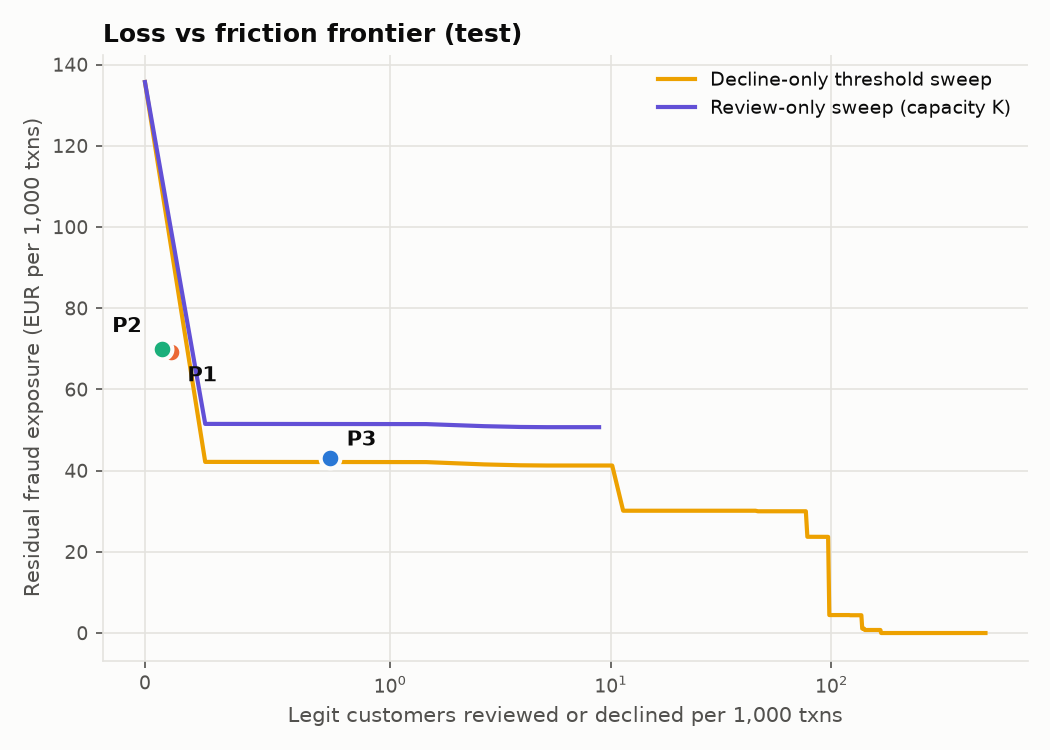 Loss vs friction frontier (test)
Decline-only threshold sweep
Review-only sweep (capacity K)
Residual fraud exposure (EUR per 1,000 txns)
140
120
100
80
60
40
20
0
P2
P1
P3
0
10⁰
10¹
10²
Legit customers reviewed or declined per 1,000 txns